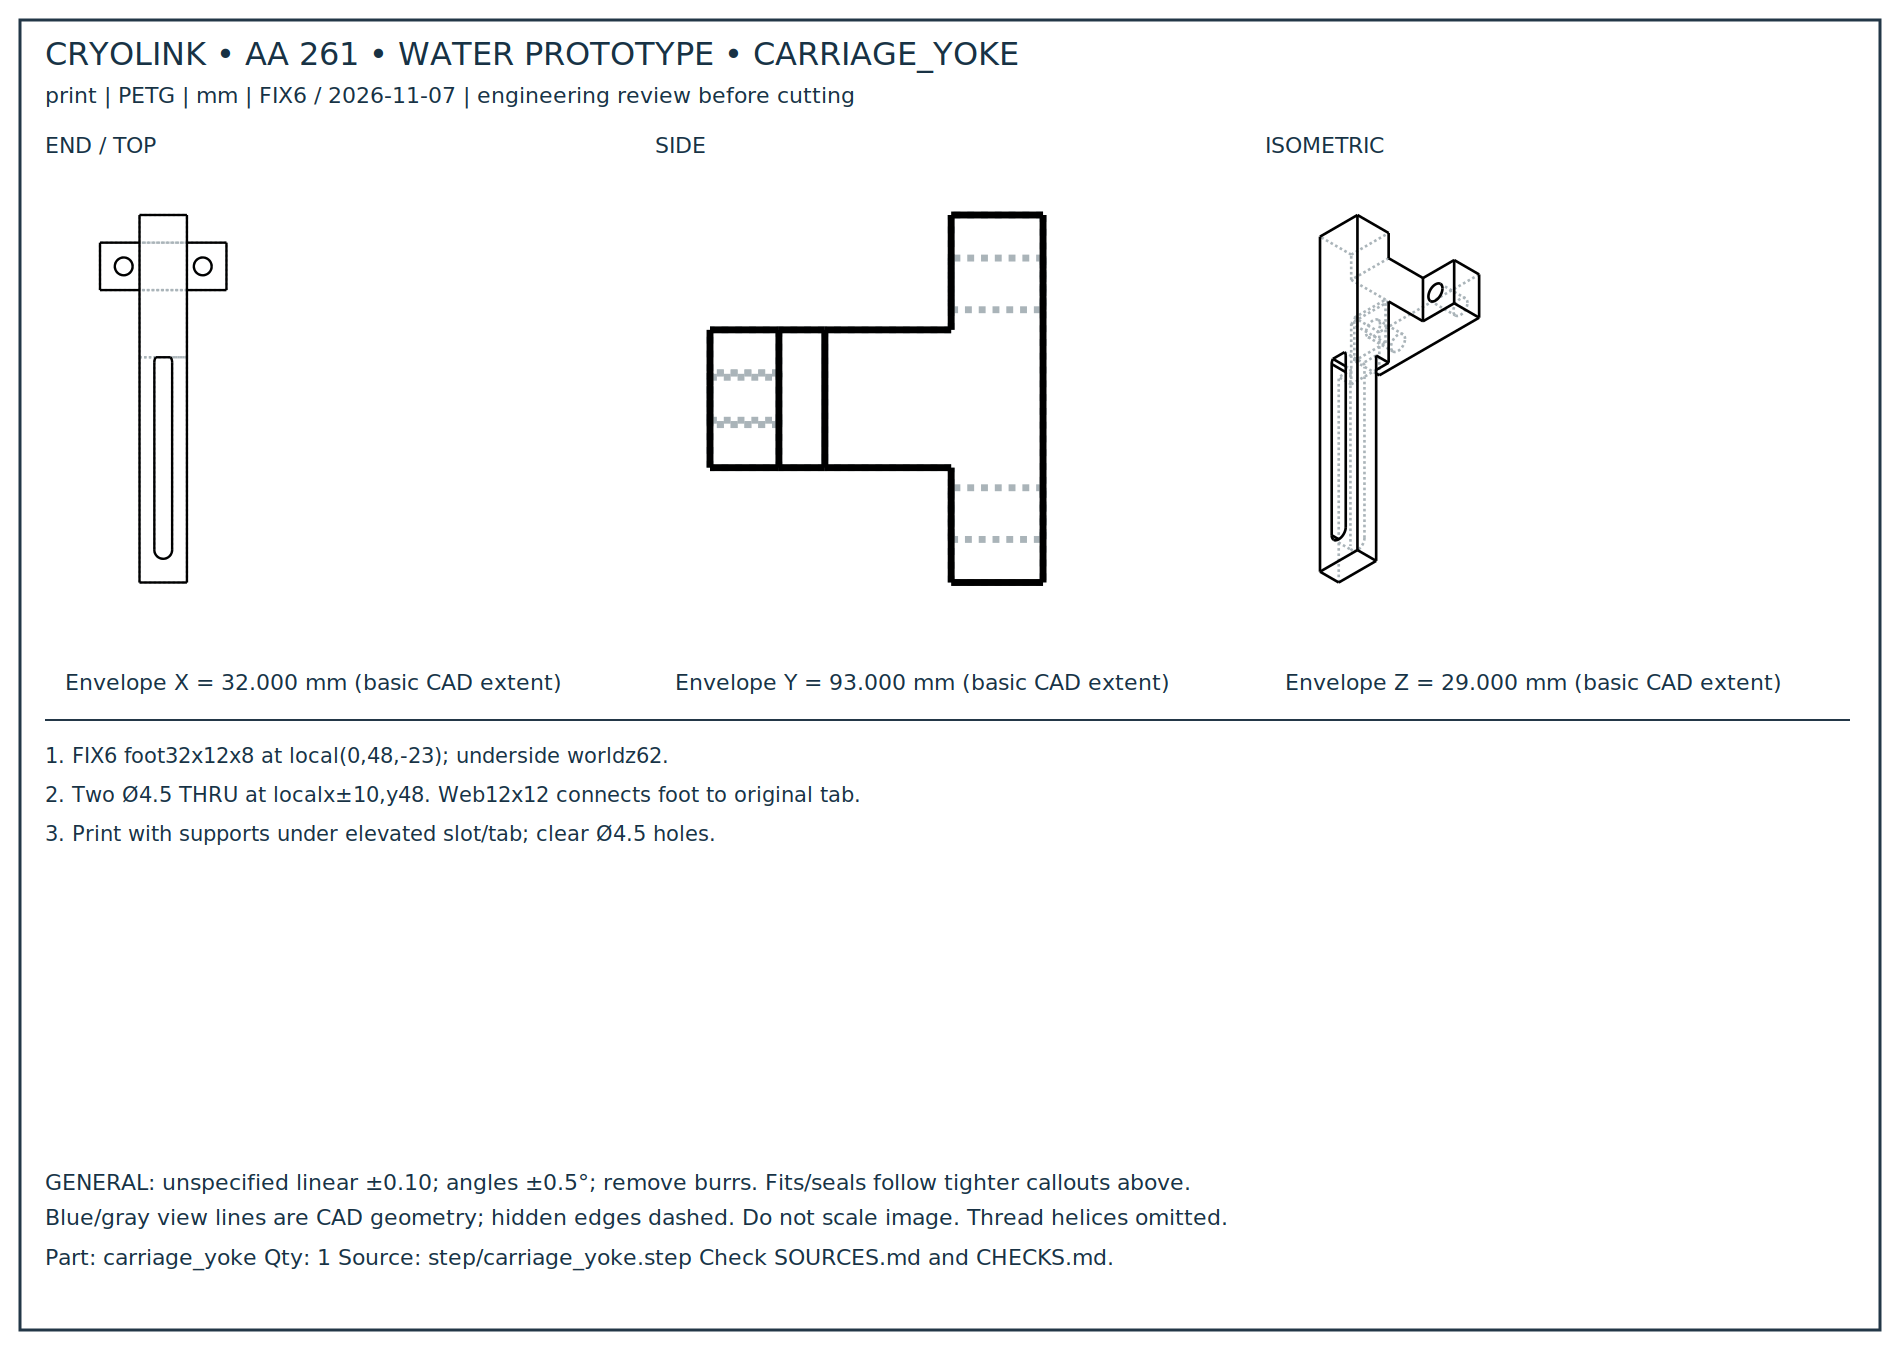 CRYOLINK • AA 261 • WATER PROTOTYPE • CARRIAGE_YOKE
print | PETG | mm | FIX6 / 2026-11-07 | engineering review before cutting
END / TOP
SIDE
ISOMETRIC
Envelope X = 32.000 mm (basic CAD extent)
Envelope Y = 93.000 mm (basic CAD extent)
Envelope Z = 29.000 mm (basic CAD extent)
1. FIX6 foot32x12x8 at local(0,48,-23); underside worldz62.
2. Two Ø4.5 THRU at localx±10,y48. Web12x12 connects foot to original tab.
3. Print with supports under elevated slot/tab; clear Ø4.5 holes.
GENERAL: unspecified linear ±0.10; angles ±0.5°; remove burrs. Fits/seals follow tighter callouts above.
Blue/gray view lines are CAD geometry; hidden edges dashed. Do not scale image. Thread helices omitted.
Part: carriage_yoke Qty: 1 Source: step/carriage_yoke.step Check SOURCES.md and CHECKS.md.